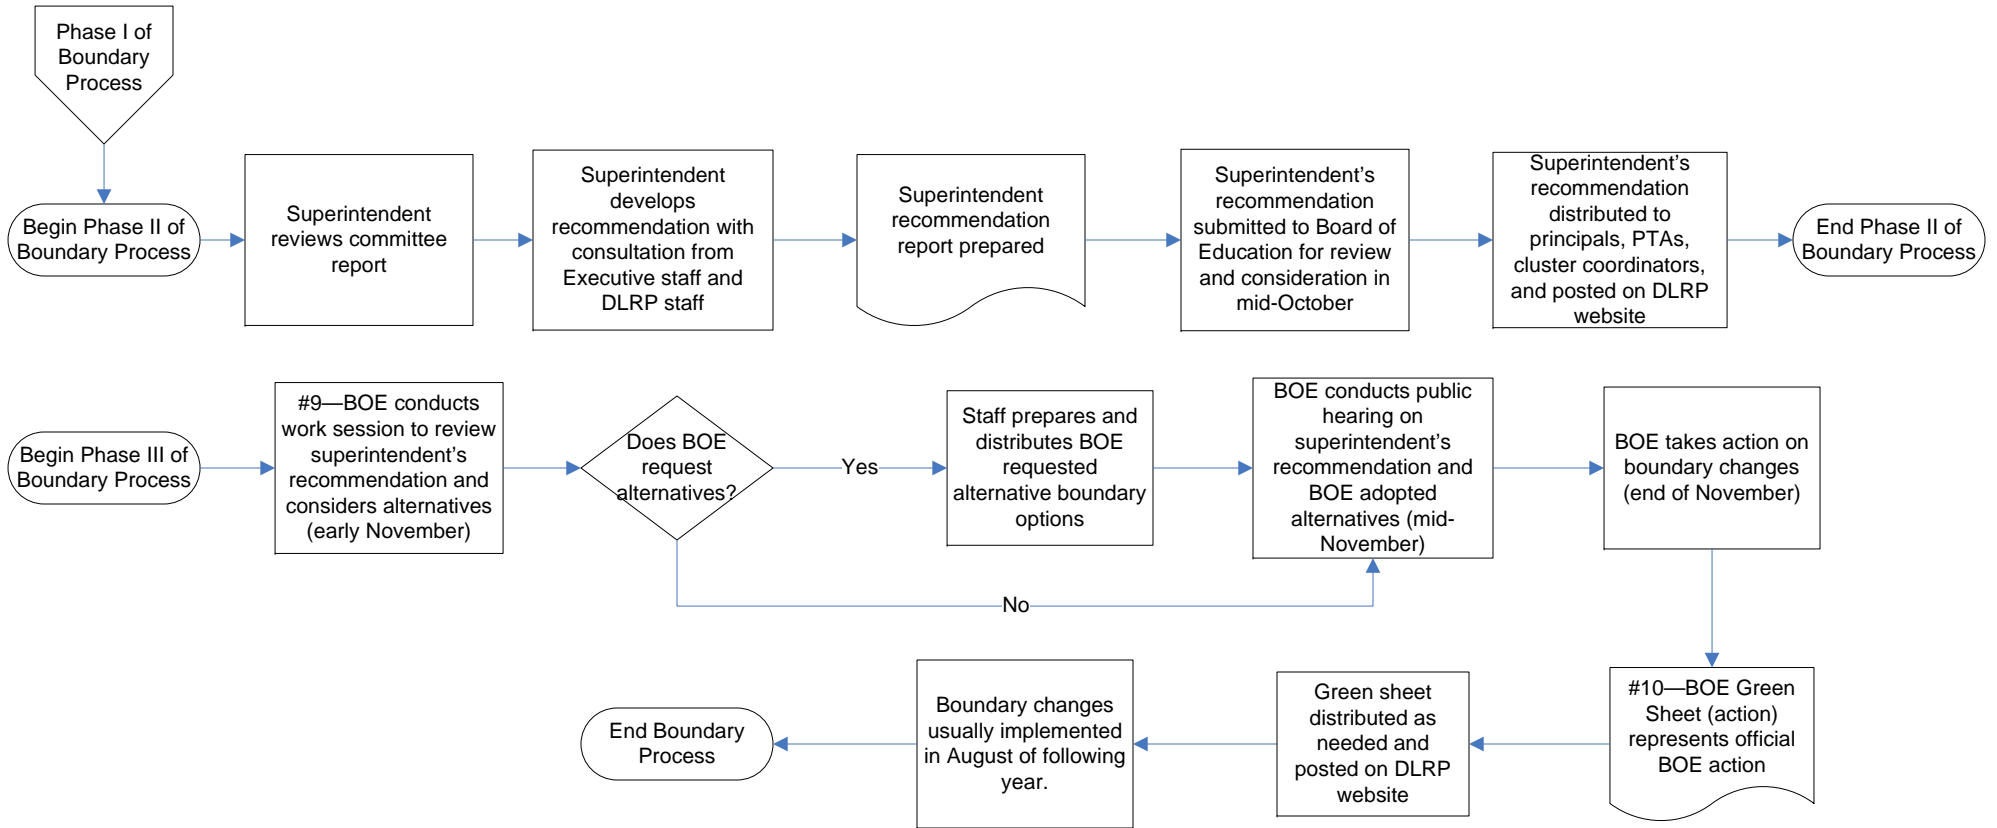 Phase I of
Boundary
Process
Begin Phase II of
Boundary Process
Superintendent
reviews committee
report
Superintendent
develops
recommendation with
consultation from
Executive staff and
DLRP staff
Superintendent
recommendation
report prepared
Superintendent's
recommendation
submitted to Board of
Education for review
and consideration in
mid-October
Superintendent's
recommendation
distributed to
principals, PTAs,
cluster coordinators,
and posted on DLRP
website
End Phase II of
Boundary Process
Begin Phase III of
Boundary Process
#9—BOE conducts
work session to review
superintendent's
recommendation and
considers alternatives
(early November)
Does BOE
request
alternatives?
Yes
No
Staff prepares and
distributes BOE
requested
alternative boundary
options
BOE conducts public
hearing on
superintendent's
recommendation and
BOE adopted
alternatives (mid-
November)
BOE takes action on
boundary changes
(end of November)
#10—BOE Green
Sheet (action)
represents official
BOE action
Green sheet
distributed as
needed and
posted on DLRP
website
Boundary changes
usually implemented
in August of following
year.
End Boundary
Process